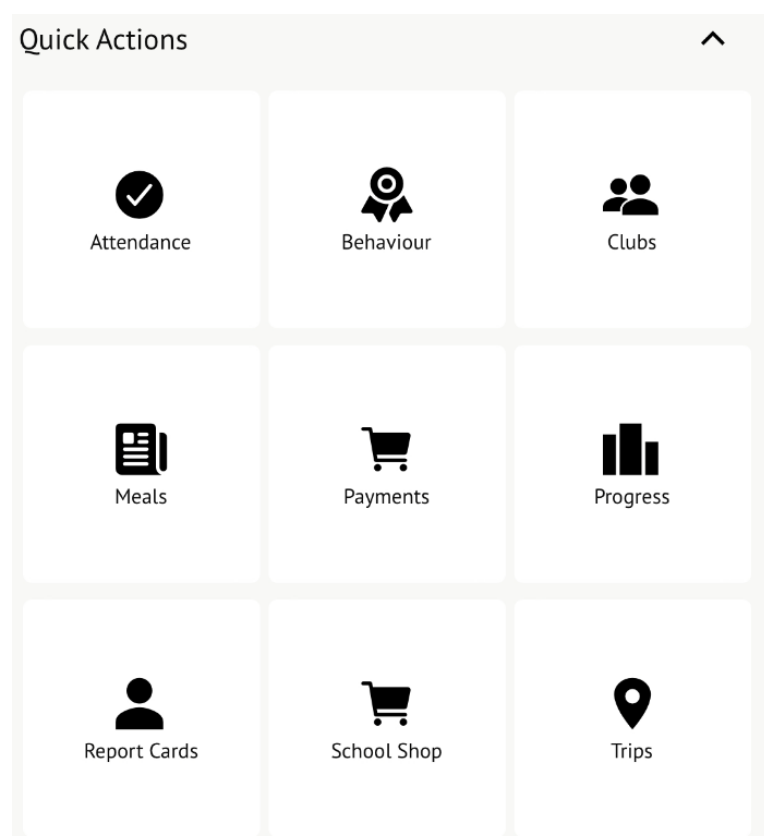 Quick Actions
Attendance
Behaviour
Clubs
Meals
Payments
Progress
Report Cards
School Shop
Trips